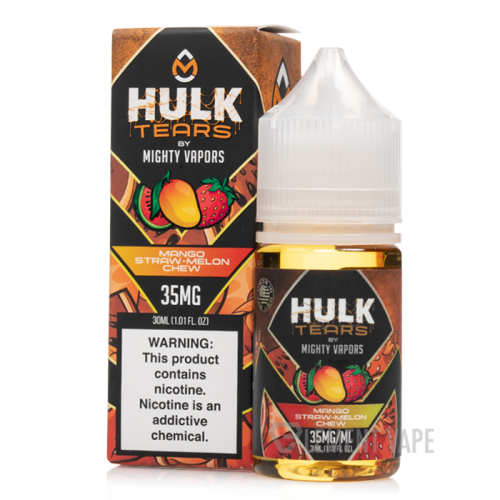 HULK
TEARS
BY
MIGHTY VAPORS
MANGO
STRAW-MELON
CHEW
35MG
30ML (1.01 FL. OZ)
WARNING:
This product
contains
nicotine.
Nicotine is an
addictive
chemical.
HULK
TEARS
BY
MIGHTY VAPORS
MANGO
STRAW-MELON
CHEW
35MG/ML